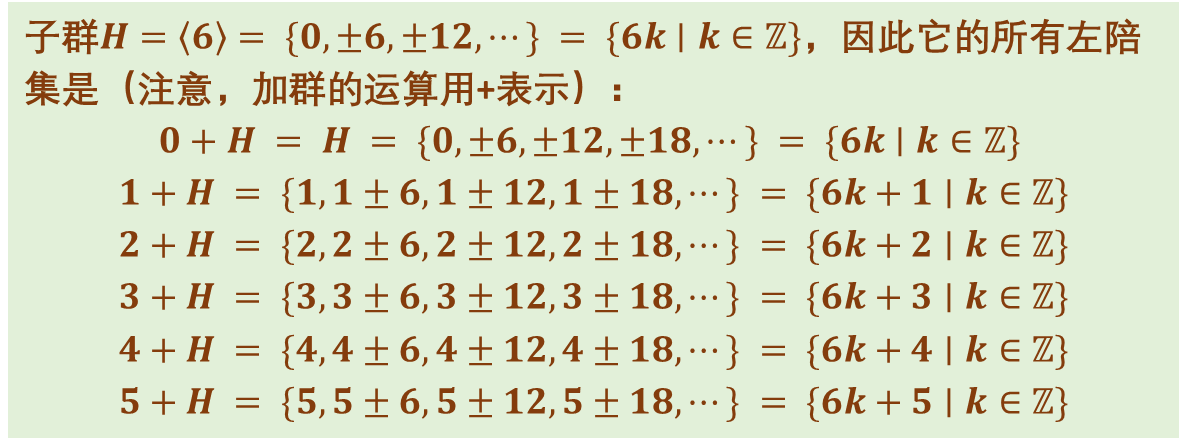 子群H = ⟨6⟩ = {0, ±6, ±12, ⋯} = {6k ∣ k ∈ ℤ}，因此它的所有左陪
集是（注意，加群的运算用+表示）：
0 + H = H = {0, ±6, ±12, ±18, ⋯} = {6k ∣ k ∈ ℤ}
1 + H = {1, 1 ± 6, 1 ± 12, 1 ± 18, ⋯} = {6k + 1 ∣ k ∈ ℤ}
2 + H = {2, 2 ± 6, 2 ± 12, 2 ± 18, ⋯} = {6k + 2 ∣ k ∈ ℤ}
3 + H = {3, 3 ± 6, 3 ± 12, 3 ± 18, ⋯} = {6k + 3 ∣ k ∈ ℤ}
4 + H = {4, 4 ± 6, 4 ± 12, 4 ± 18, ⋯} = {6k + 4 ∣ k ∈ ℤ}
5 + H = {5, 5 ± 6, 5 ± 12, 5 ± 18, ⋯} = {6k + 5 ∣ k ∈ ℤ}